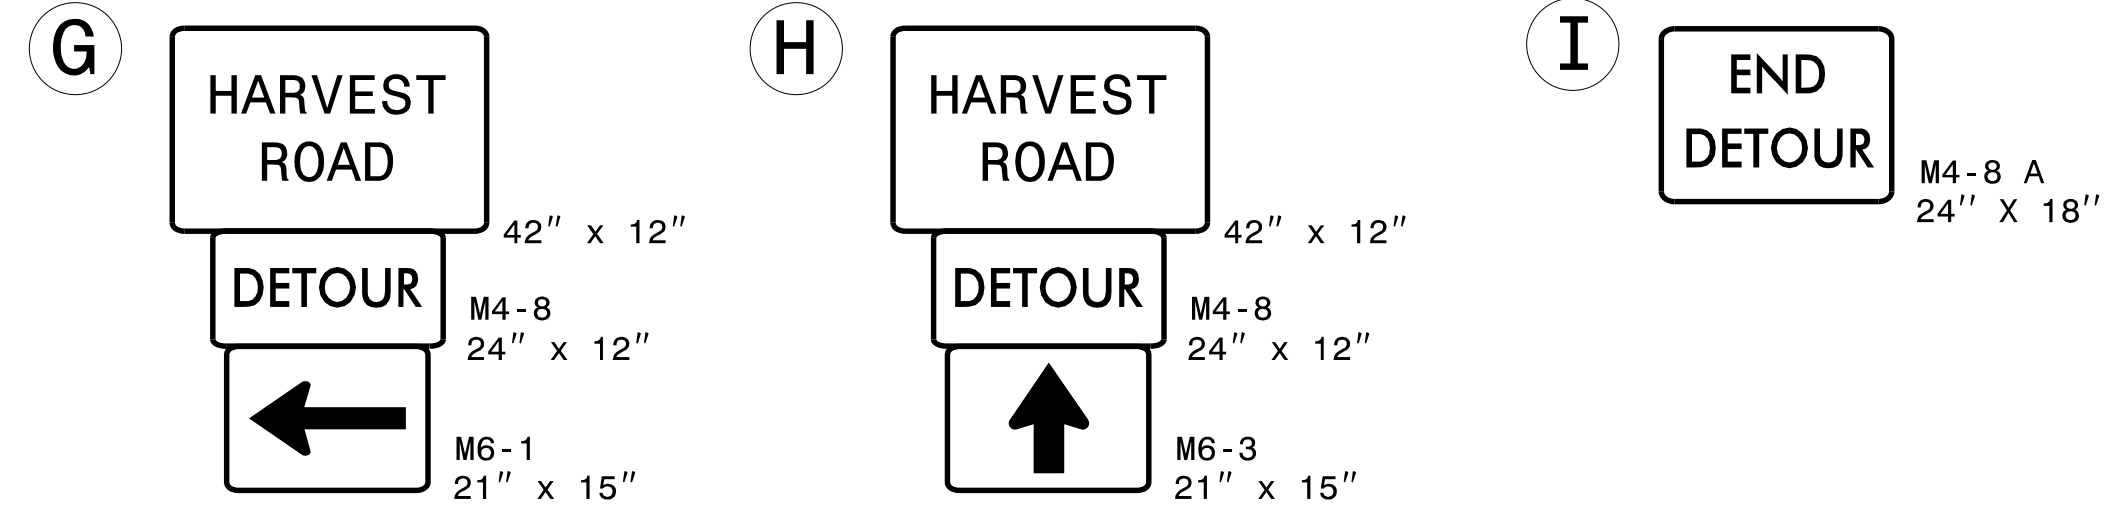 G
HARVEST
ROAD
42" x 12"
DETOUR
M4-8
24" x 12"
M6-1
21" x 15"
H
HARVEST
ROAD
42" x 12"
DETOUR
M4-8
24" x 12"
M6-3
21" x 15"
I
END
DETOUR
M4-8 A
24'' X 18''